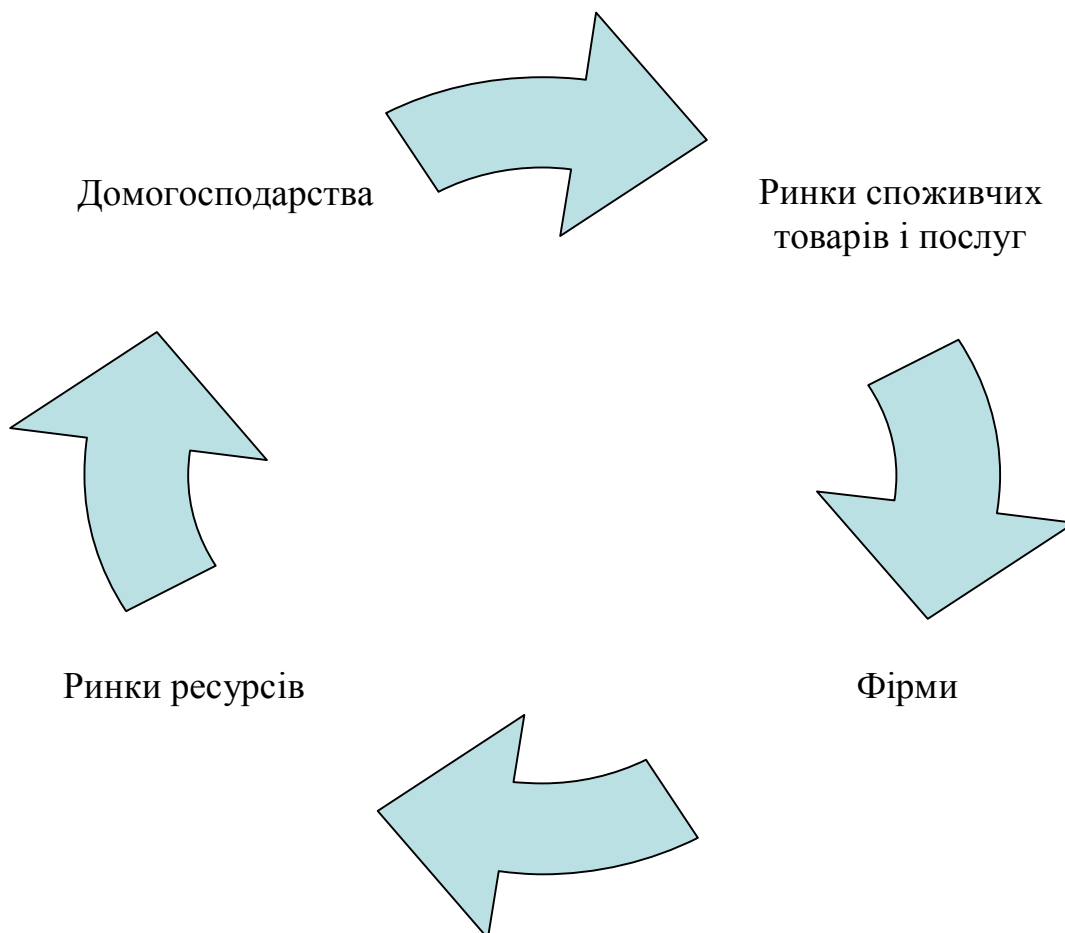 Домогосподарства
Ринки споживчих
товарів і послуг
Ринки ресурсів
Фірми